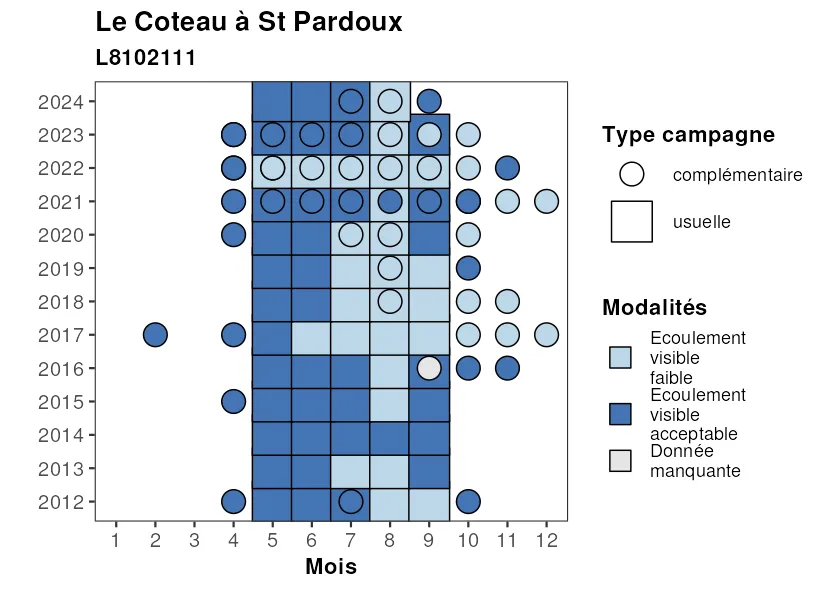 Le Coteau à St Pardoux
L8102111
2024
2023
2022
2021
2020
2019
2018
2017
2016
2015
2014
2013
2012
1 2 3 4 5 6 7 8 9 10 11 12
Mois
Type campagne
complémentaire
usuelle
Modalités
Ecoulement
visible
faible
Ecoulement
visible
acceptable
Donnée
manquante